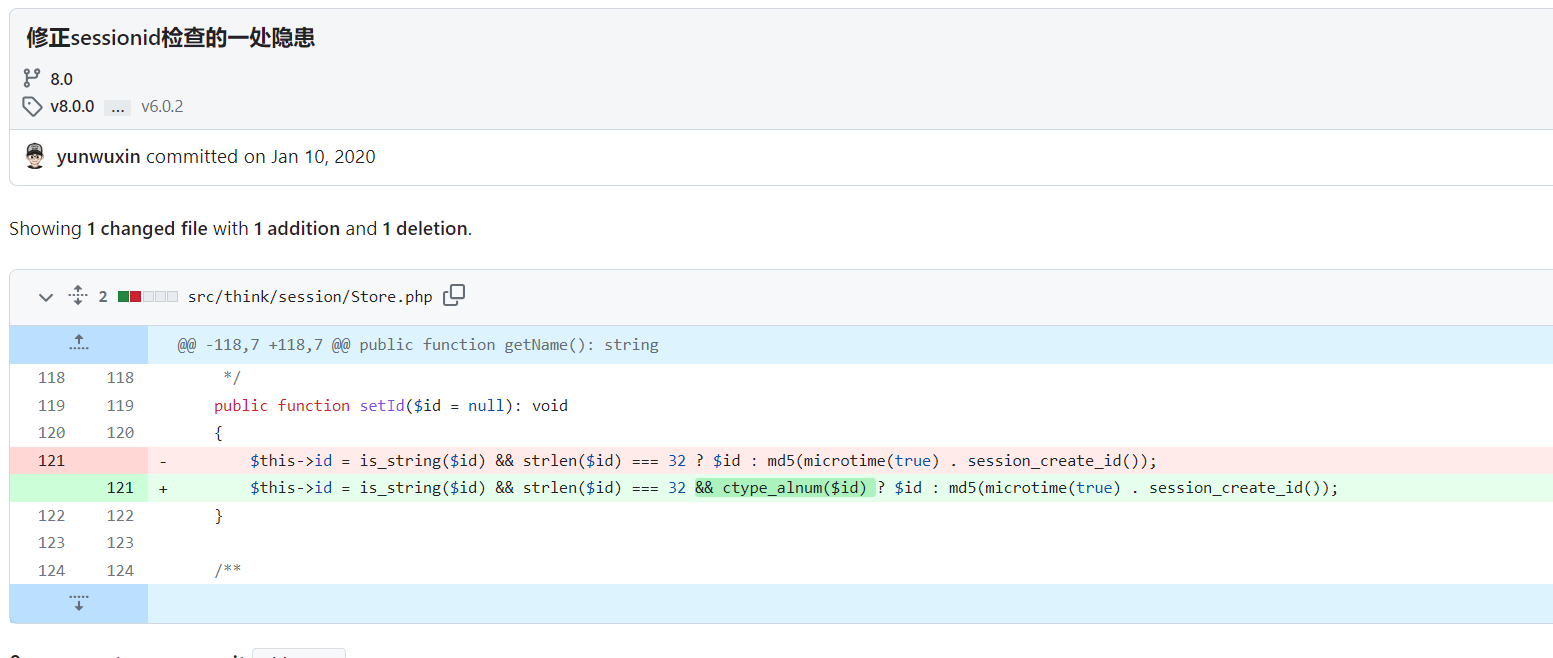 修正sessionid检查的一处隐患
8.0
v8.0.0 ... v6.0.2
yunwuxin committed on Jan 10, 2020
Showing 1 changed file with 1 addition and 1 deletion.
2 src/think/session/Store.php
@@ -118,7 +118,7 @@ public function getName(): string
118 118 */
119 119 public function setId($id = null): void
120 120 {
121 - $this->id = is_string($id) && strlen($id) === 32 ? $id : md5(microtime(true) . session_create_id());
121 + $this->id = is_string($id) && strlen($id) === 32 && ctype_alnum($id) ? $id : md5(microtime(true) . session_create_id());
122 122 }
123 123
124 124 /**